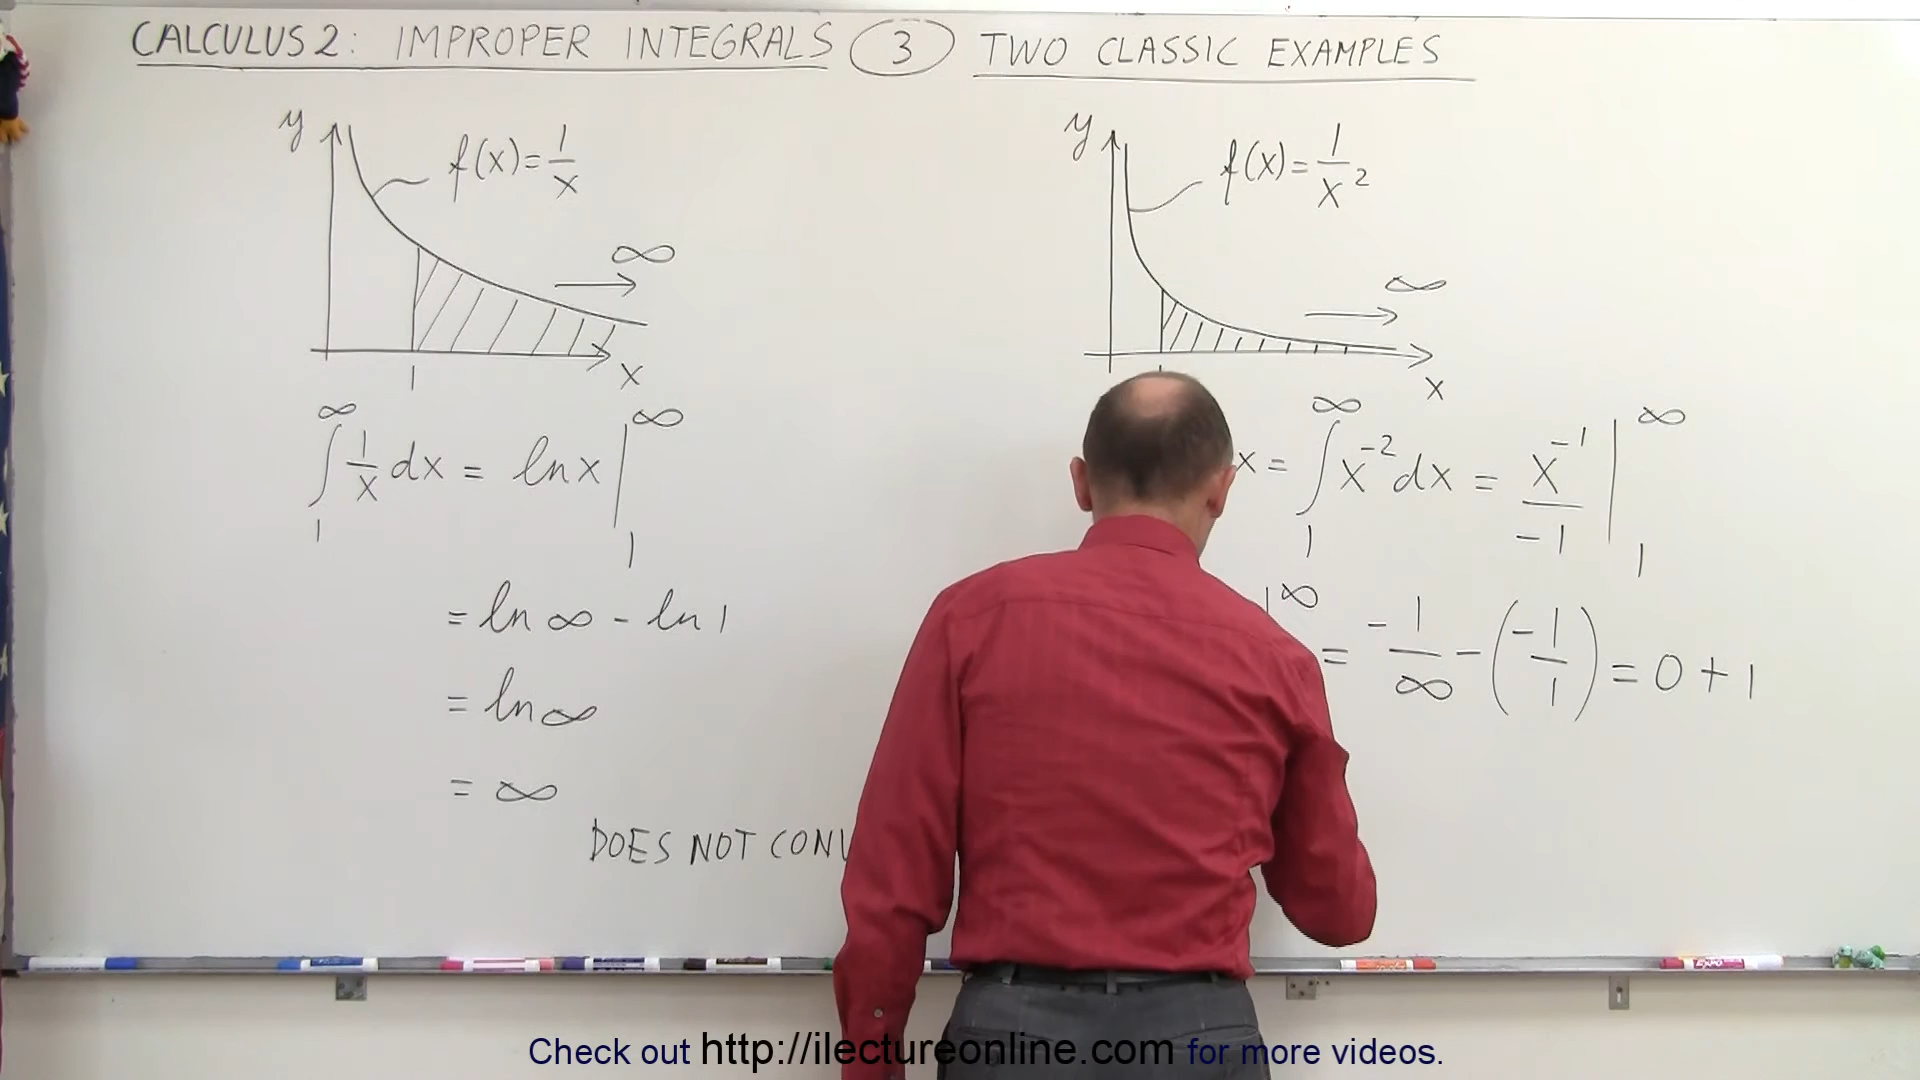 CALCULUS 2: IMPROPER INTEGRALS 3 TWO CLASSIC EXAMPLES
y
f(x) = 1/x
∞
1
x
∫₁^∞ 1/x dx = ln x |₁^∞
= ln ∞ - ln 1
= ln ∞
= ∞
DOES NOT CONV
y
f(x) = 1/x²
∞
x
x = ∫₁^∞ x⁻² dx = x⁻¹/-1 |₁^∞
|^∞ = -1/∞ - (-1/1) = 0 + 1
EXPO
Check out http://ilectureonline.com for more videos.